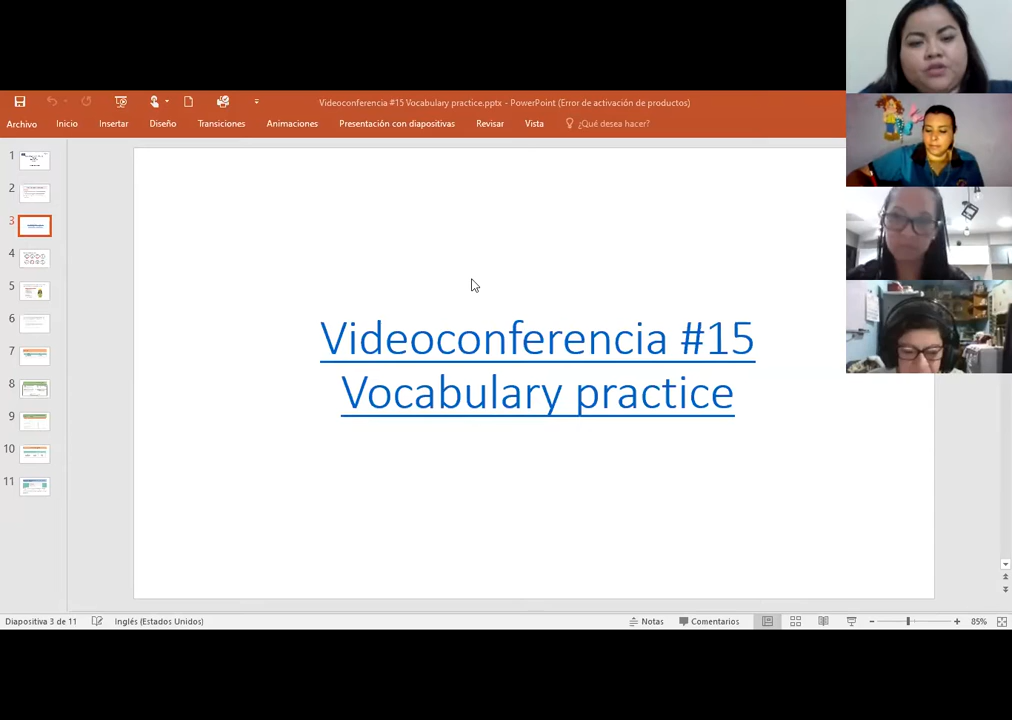 Videoconferencia #15 Vocabulary practice.pptx - PowerPoint (Error de activación de productos)
Archivo Inicio Insertar Diseño Transiciones Animaciones Presentación con diapositivas Revisar Vista ¿Qué desea hacer?
1
2
3
4
5
6
7
8
9
10
11
Videoconferencia #15
Vocabulary practice
Diapositiva 3 de 11 Inglés (Estados Unidos) Notas Comentarios 85%